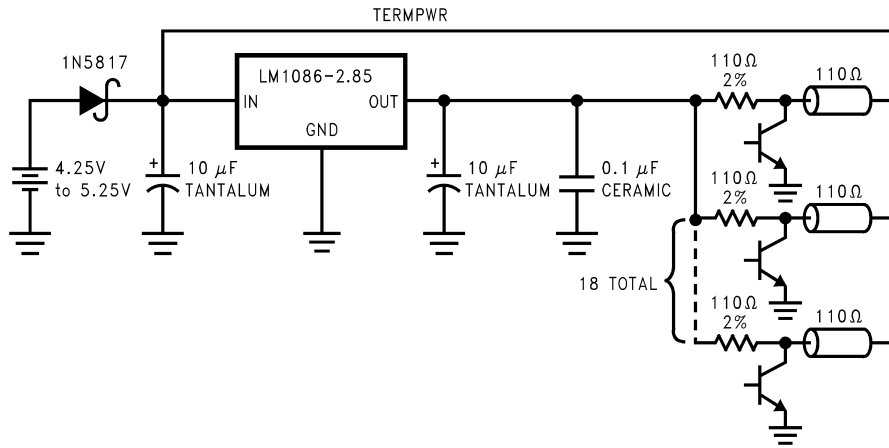 TERMPWR
1N5817
LM1086-2.85
IN
OUT
GND
4.25V
to 5.25V
+
10 μF
TANTALUM
+
10 μF
TANTALUM
0.1 μF
CERAMIC
110Ω
2%
110Ω
110Ω
2%
110Ω
18 TOTAL
110Ω
2%
110Ω